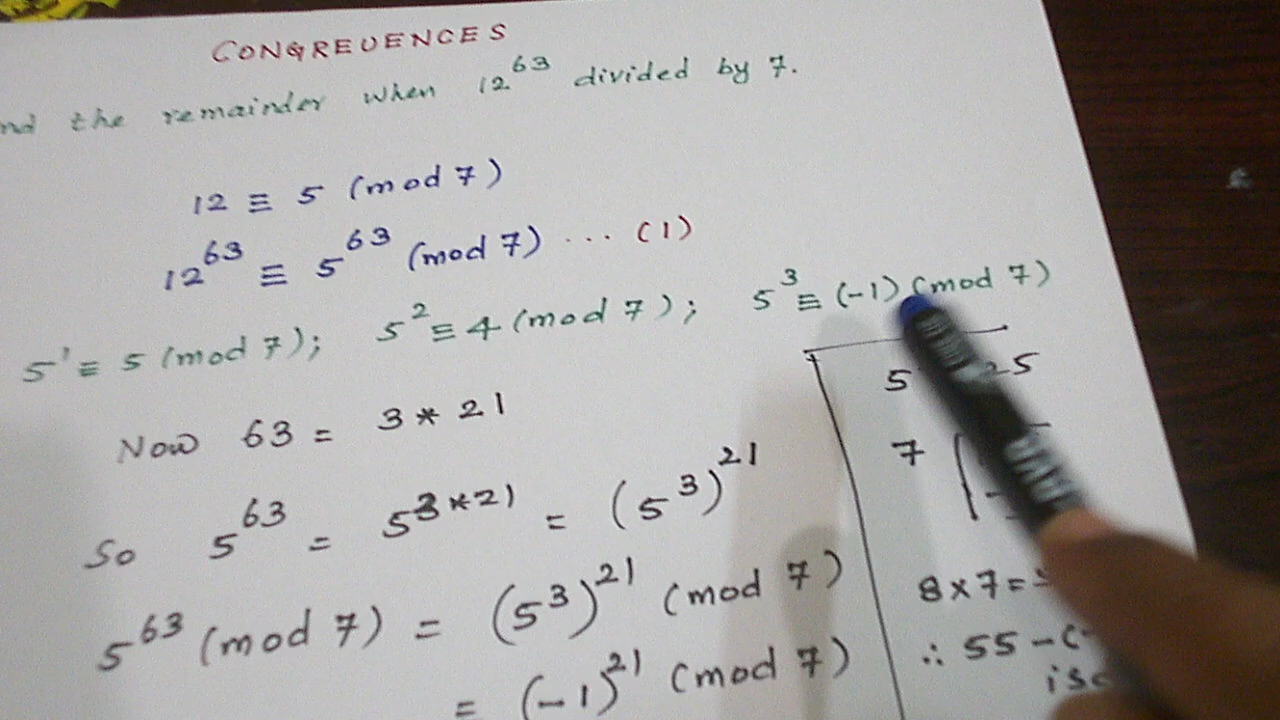 CONGREUENCES
nd the remainder when 12^63 divided by 7.
12 ≡ 5 (mod 7)
12^63 ≡ 5^63 (mod 7) ... (1)
5^1 ≡ 5 (mod 7); 5^2 ≡ 4 (mod 7); 5^3 ≡ (-1) (mod 7)
Now 63 = 3 * 21
So 5^63 = 5^3*21 = (5^3)^21
5^63 (mod 7) = (5^3)^21 (mod 7)
= (-1)^21 (mod 7)
5 25
7
8 x 7 =
∴ 55 - (
is